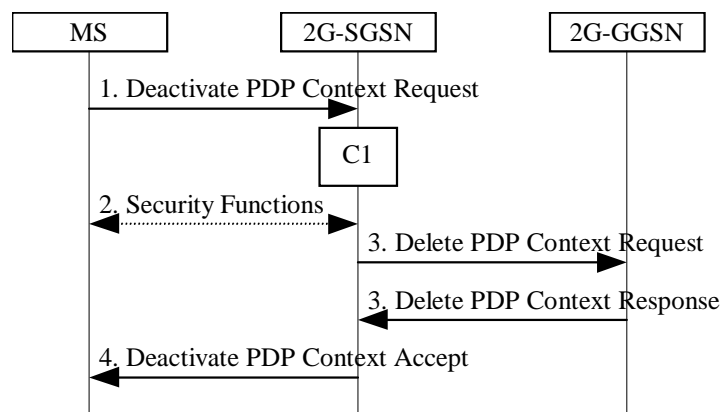 MS
2G-SGSN
2G-GGSN
1. Deactivate PDP Context Request
C1
2. Security Functions
3. Delete PDP Context Request
3. Delete PDP Context Response
4. Deactivate PDP Context Accept